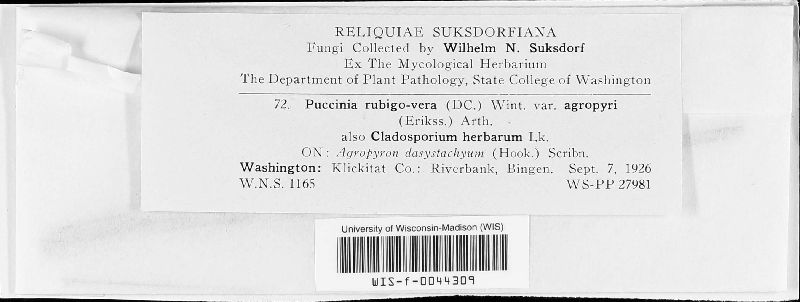 RELIQUIAE SUKSDORFIANA
Fungi Collected by Wilhelm N. Suksdorf
Ex The Mycological Herbarium
The Department of Plant Pathology, State College of Washington
72. Puccinia rubigo-vera (DC.) Wint. var. agropyri
(Erikss.) Arth.
also Cladosporium herbarum Lk.
ON: Agropyron dasystachyum (Hook.) Scribn.
Washington: Klickitat Co.: Riverbank, Bingen. Sept. 7, 1926
W.N.S. 1165 WS-PP 27981
University of Wisconsin-Madison (WIS)
WIS-f-0044309